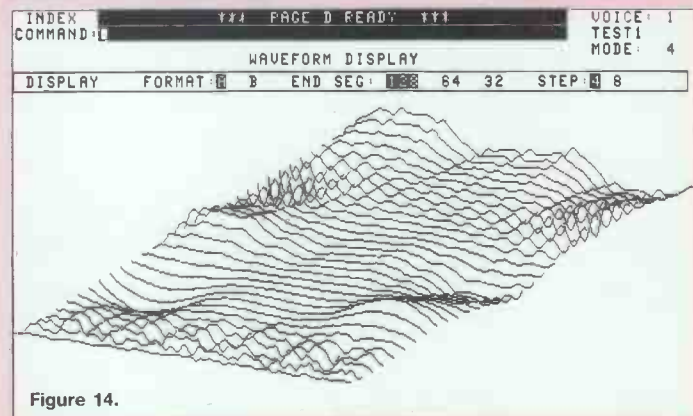 INDEX *** PAGE D READY *** VOICE: 1
COMMAND: TEST1
MODE: 4
WAVEFORM DISPLAY
DISPLAY FORMAT: A B END SEG: 128 64 32 STEP: 4 8
Figure 14.